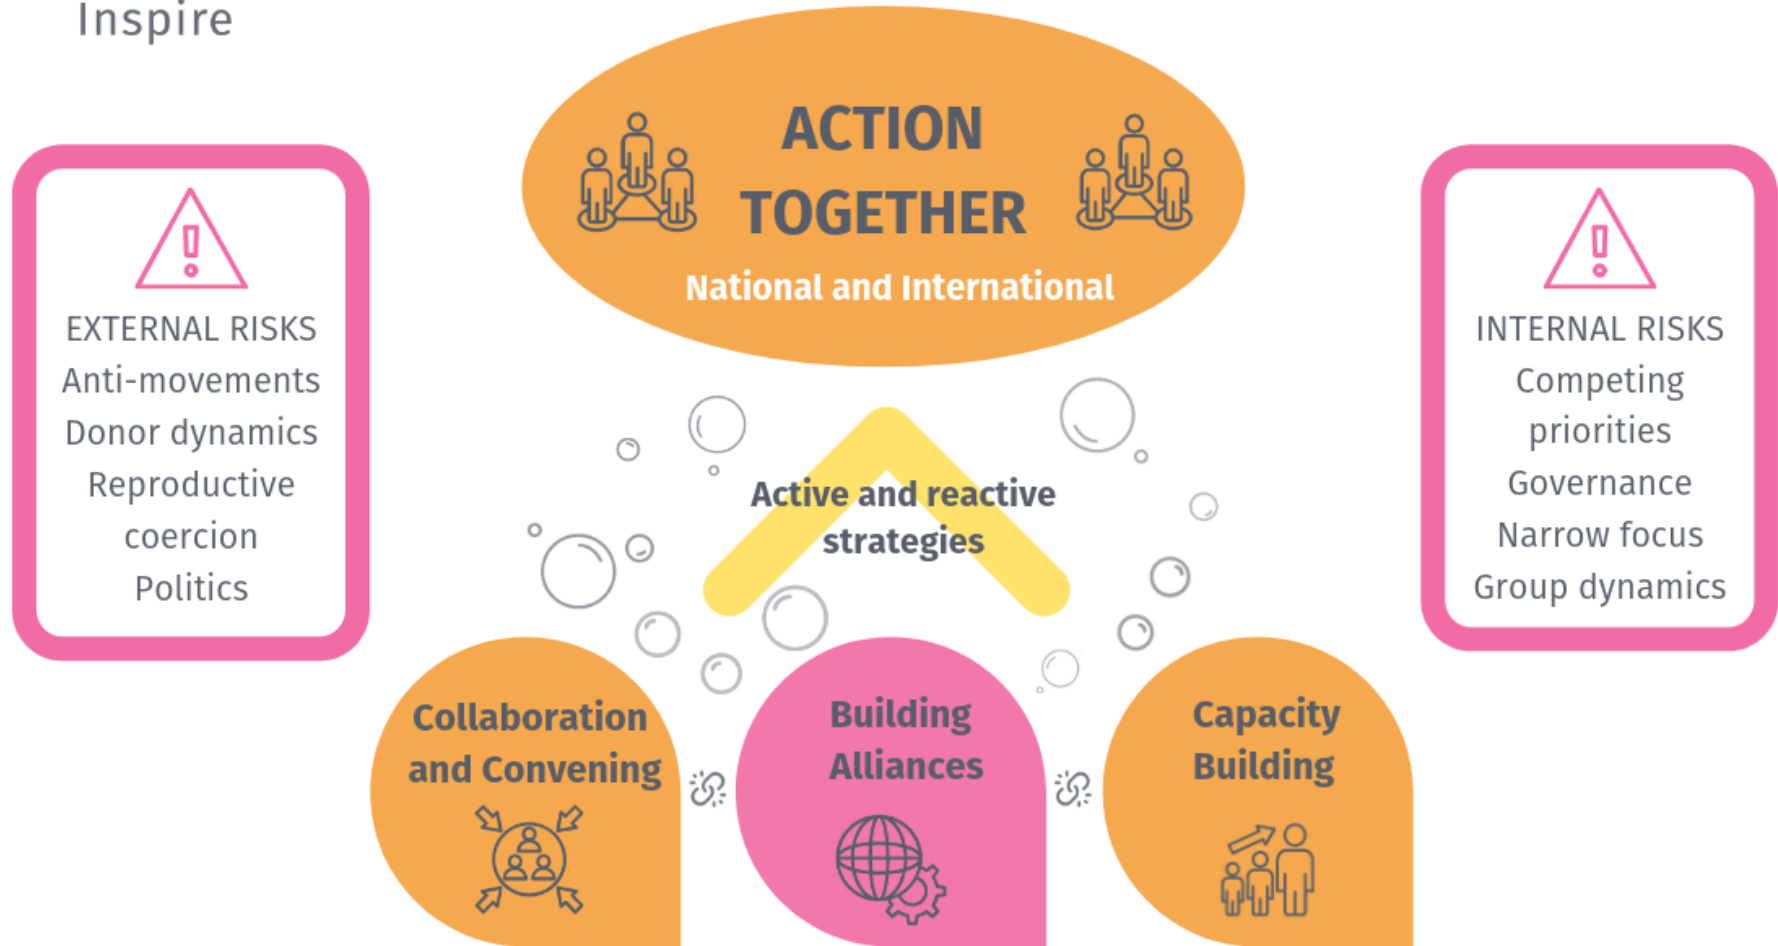 Inspire
ACTION
TOGETHER
National and International
EXTERNAL RISKS
Anti-movements
Donor dynamics
Reproductive
coercion
Politics
INTERNAL RISKS
Competing
priorities
Governance
Narrow focus
Group dynamics
Active and reactive
strategies
Collaboration
and Convening
Building
Alliances
Capacity
Building